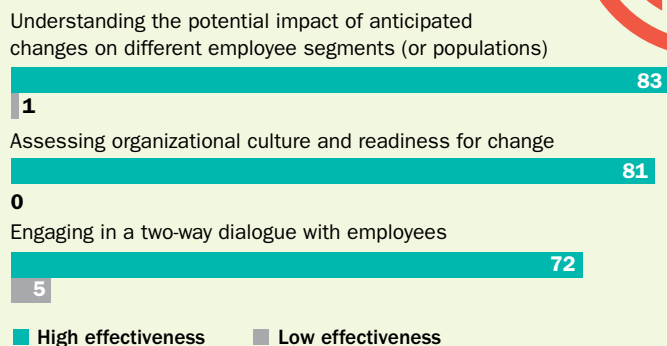 Understanding the potential impact of anticipated
changes on different employee segments (or populations)
83
1
Assessing organizational culture and readiness for change
81
0
Engaging in a two-way dialogue with employees
72
5
High effectiveness Low effectiveness